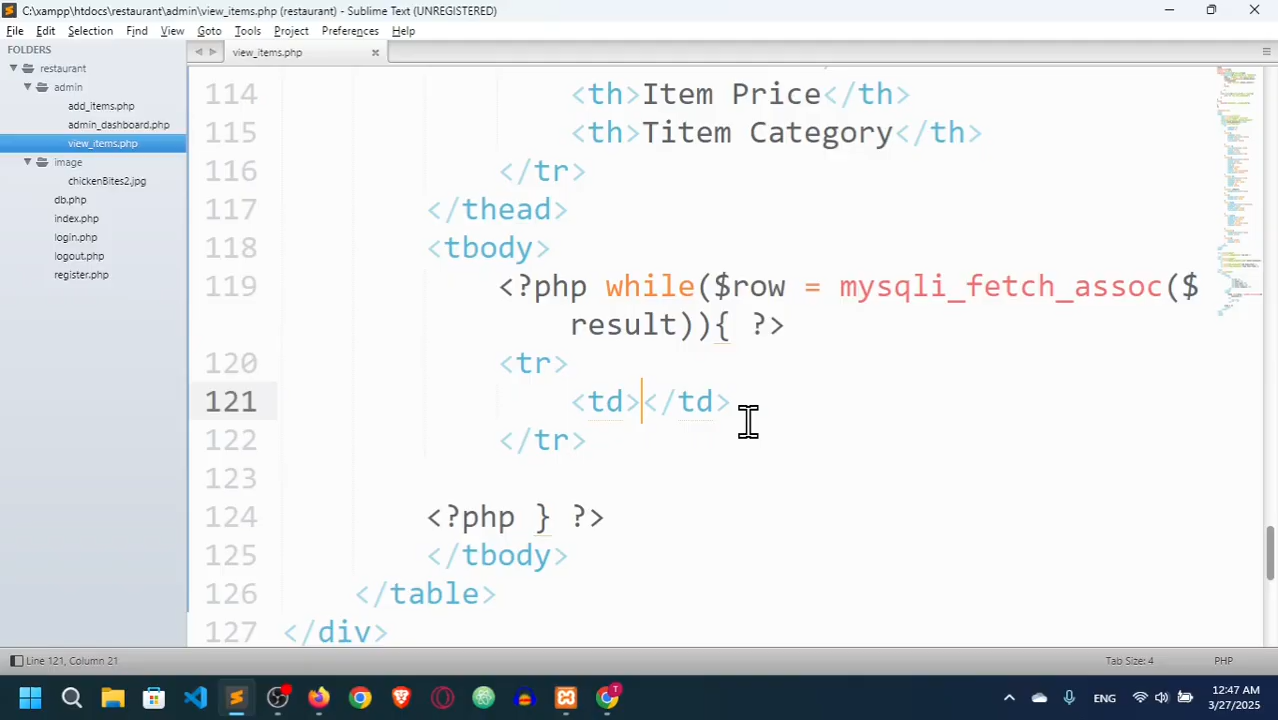 C:\xampp\htdocs\restaurant\admin\view_items.php (restaurant) - Sublime Text (UNREGISTERED)
File Edit Selection Find View Goto Tools Project Preferences Help
FOLDERS
restaurant
admin
add_items.php
admin_dashboard.php
view_items.php
image
chickenBites2.jpg
db.php
index.php
login.php
logout.php
register.php
view_items.php
114 <th>Item Price</th>
115 <th>Titem Category</th>
116 </tr>
117 </thead>
118 <tbody>
119 <?php while($row = mysqli_fetch_assoc($
result)){ ?>
120 <tr>
121 <td></td>
122 </tr>
123
124 <?php } ?>
125 </tbody>
126 </table>
127 </div>
Line 121, Column 21
Tab Size: 4
PHP
T
ENG
12:47 AM
3/27/2025